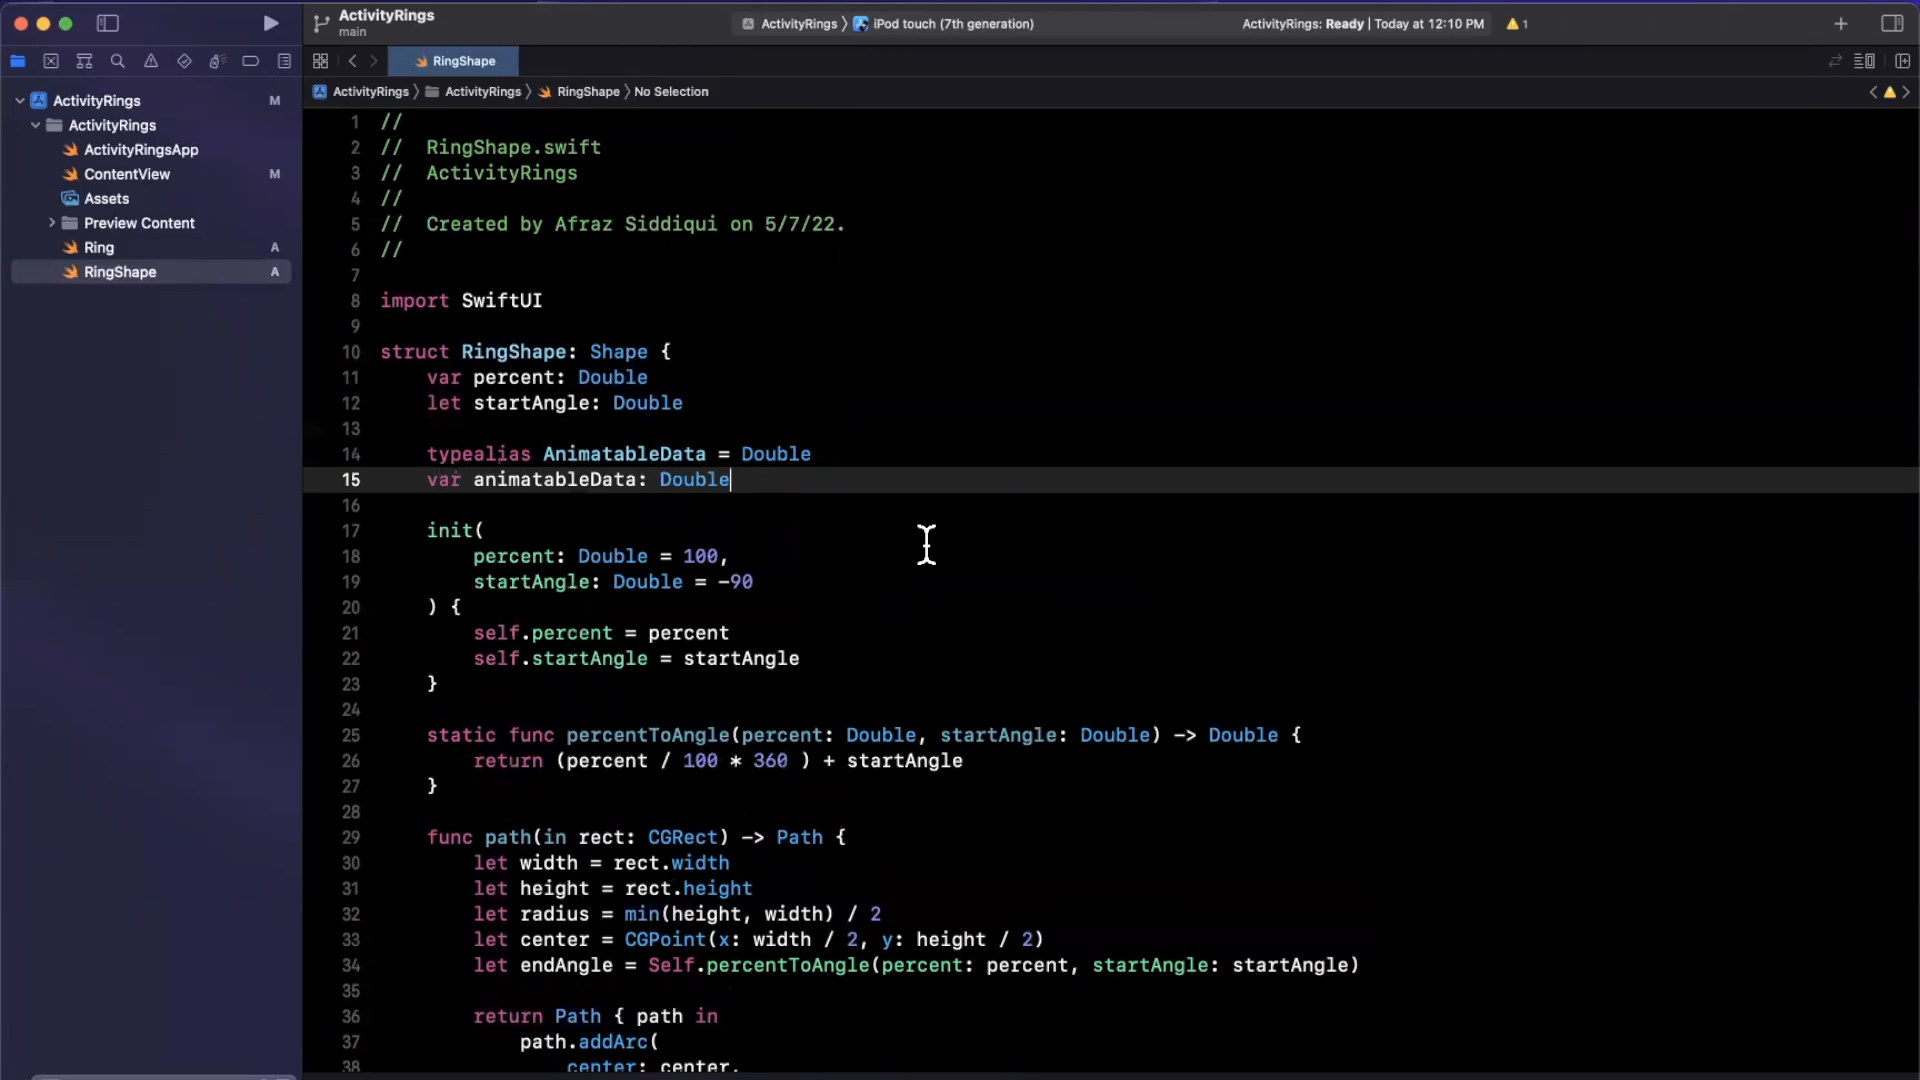 ActivityRings
main
ActivityRings 〉 iPod touch (7th generation)
ActivityRings: Ready | Today at 12:10 PM
1
RingShape
ActivityRings 〉 ActivityRings 〉 RingShape 〉 No Selection
ActivityRings M
ActivityRings
ActivityRingsApp
ContentView M
Assets
Preview Content
Ring A
RingShape A
1 //
2 //  RingShape.swift
3 //  ActivityRings
4 //
5 //  Created by Afraz Siddiqui on 5/7/22.
6 //
7
8 import SwiftUI
9
10 struct RingShape: Shape {
11     var percent: Double
12     let startAngle: Double
13
14     typealias AnimatableData = Double
15     var animatableData: Double
16
17     init(
18         percent: Double = 100,
19         startAngle: Double = -90
20     ) {
21         self.percent = percent
22         self.startAngle = startAngle
23     }
24
25     static func percentToAngle(percent: Double, startAngle: Double) -> Double {
26         return (percent / 100 * 360 ) + startAngle
27     }
28
29     func path(in rect: CGRect) -> Path {
30         let width = rect.width
31         let height = rect.height
32         let radius = min(height, width) / 2
33         let center = CGPoint(x: width / 2, y: height / 2)
34         let endAngle = Self.percentToAngle(percent: percent, startAngle: startAngle)
35
36         return Path { path in
37             path.addArc(
38                 center: center,